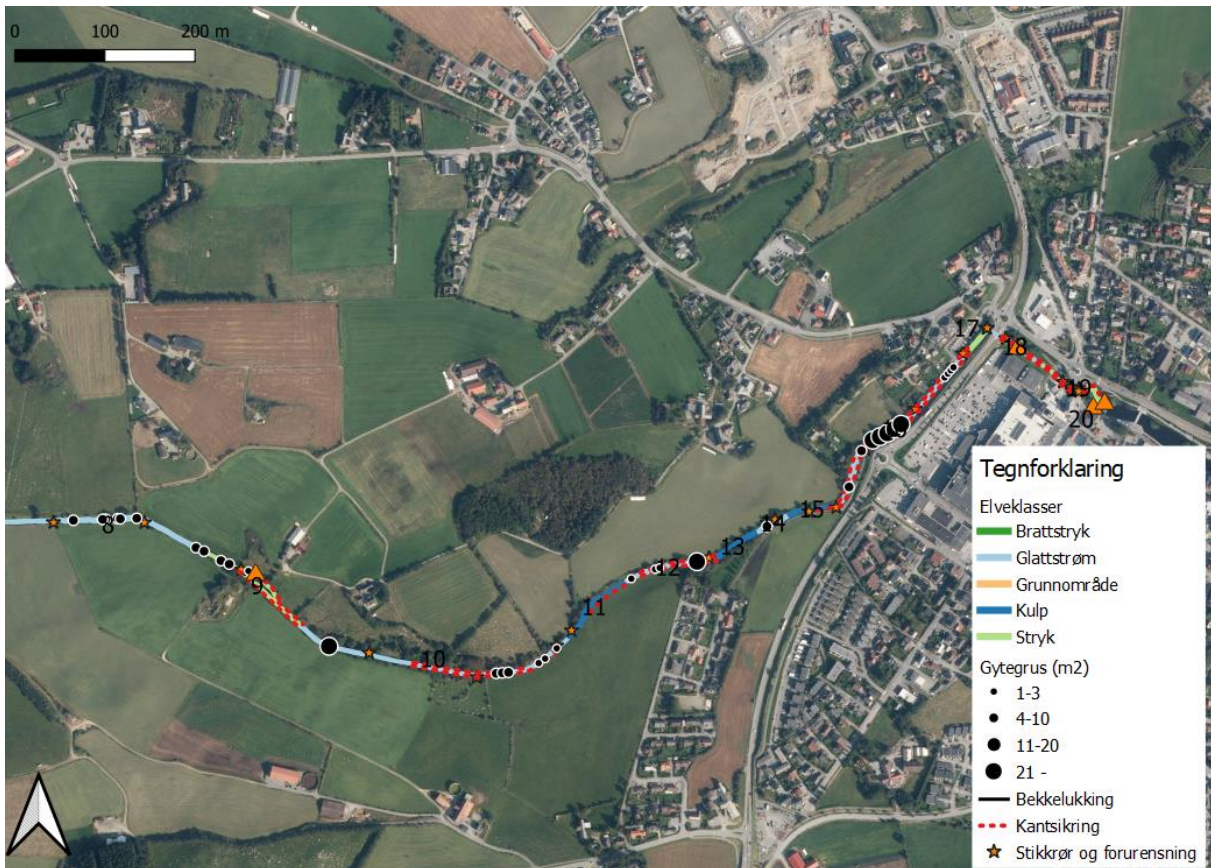 0 100 200 m
17
18
19
20
8
9
15
14
13
12
11
10
Tegnforklaring
Elveklasser
Brattstryk
Glattstrøm
Grunnområde
Kulp
Stryk
Gytegrus (m2)
1-3
4-10
11-20
21 -
Bekkelukking
Kantsikring
Stikkrør og forurensning